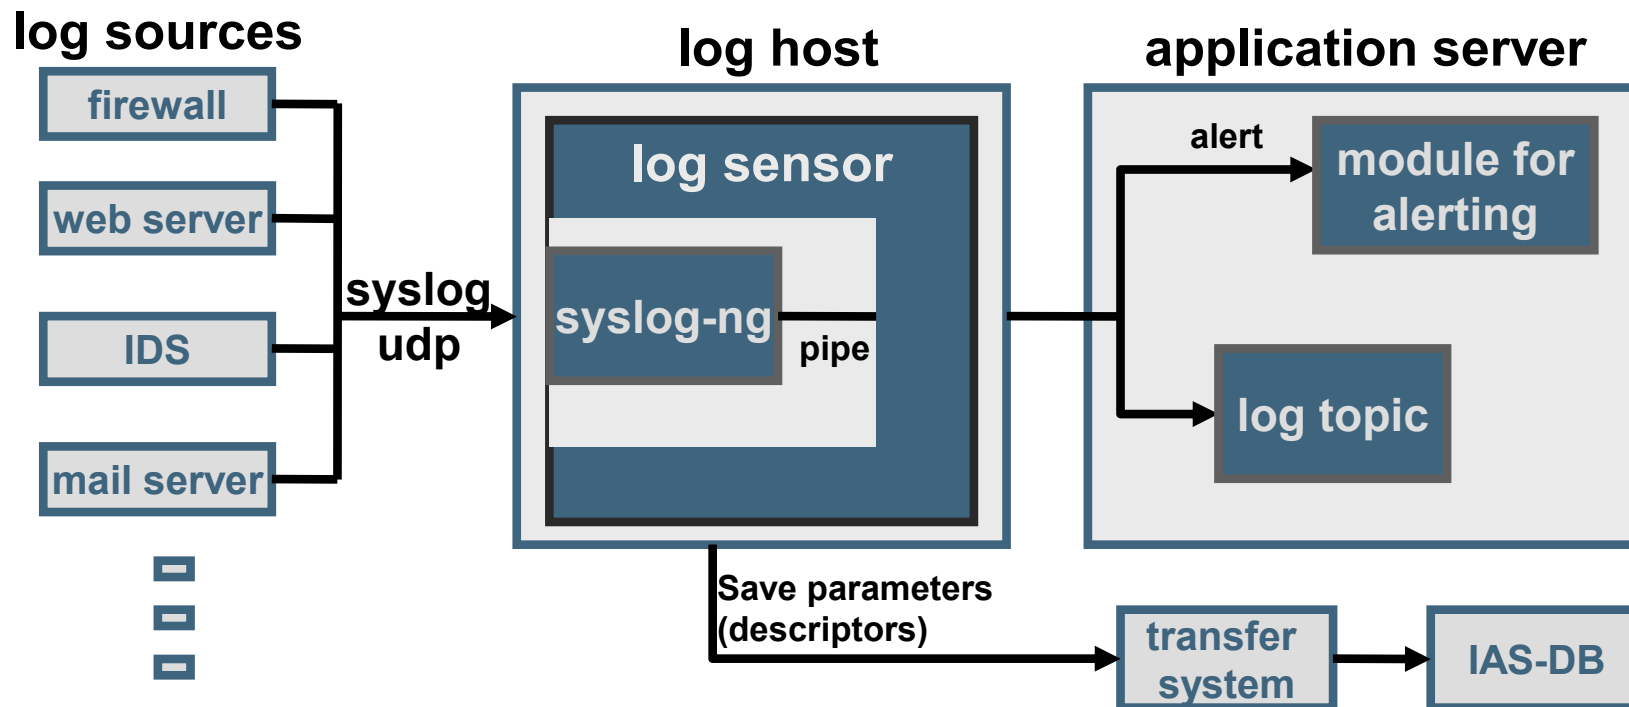 log sources
log host
application server
firewall
web server
IDS
mail server
syslog
udp
log sensor
syslog-ng
pipe
alert
module for
alerting
log topic
Save parameters
(descriptors)
transfer
system
IAS-DB